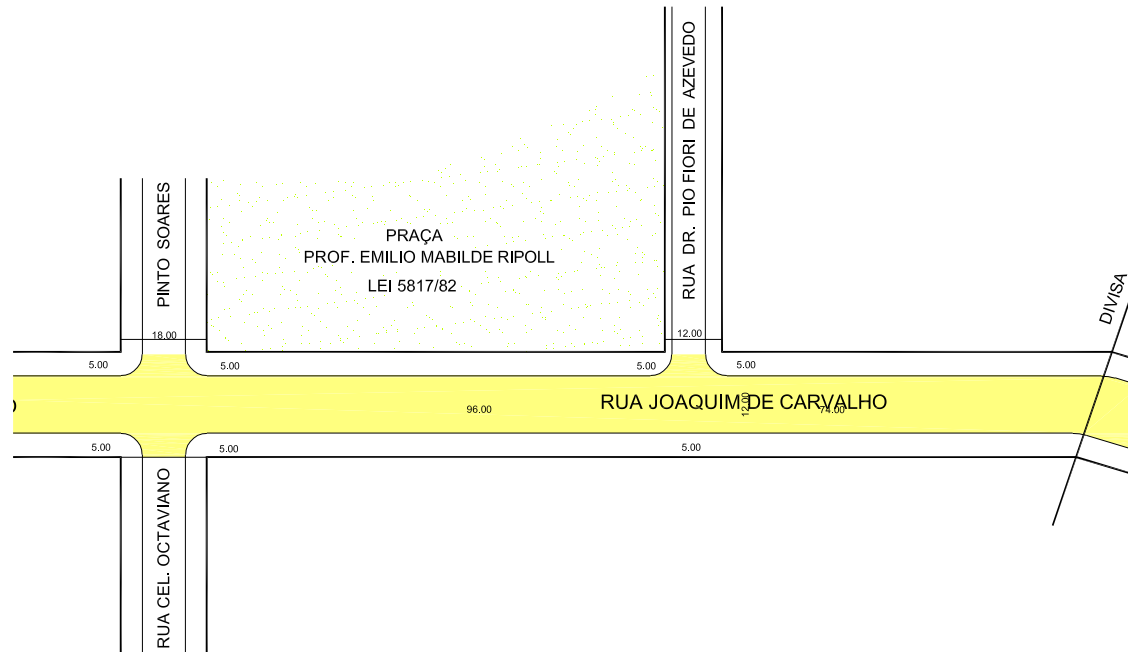 RUA DR. PIO FIORI DE AZEVEDO
PINTO SOARES
PRAÇA
PROF. EMILIO MABILDE RIPOLL
LEI 5817/82
DIVISA
18.00
12.00
5.00
5.00
5.00
5.00
RUA JOAQUIM DE CARVALHO
96.00
12.00
74.00
5.00
5.00
5.00
RUA CEL. OCTAVIANO